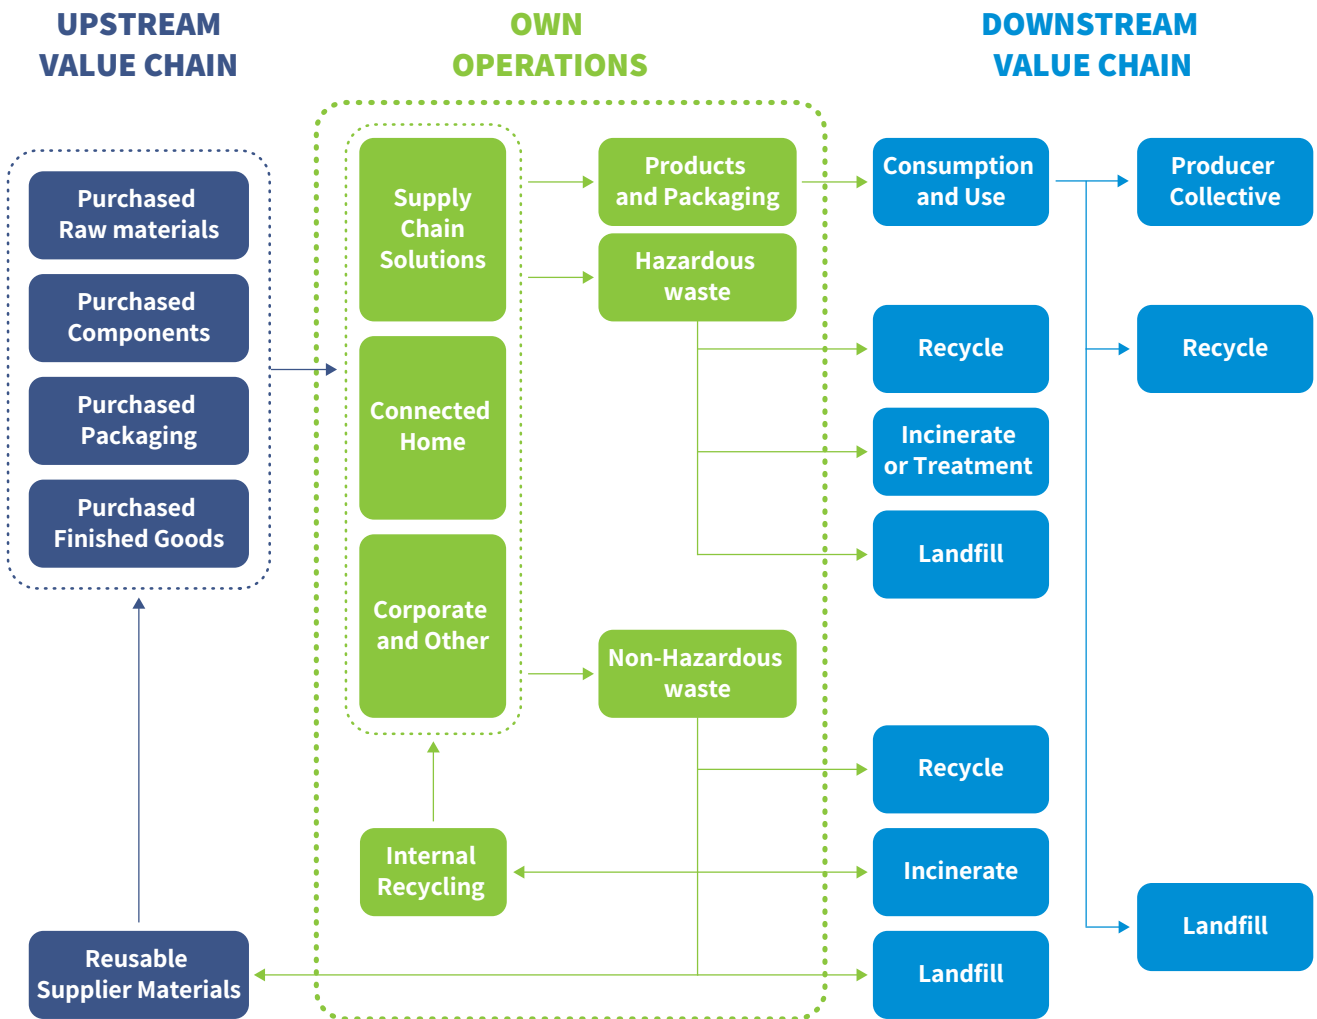 UPSTREAM
VALUE CHAIN
OWN
OPERATIONS
DOWNSTREAM
VALUE CHAIN
Purchased
Raw materials
Purchased
Components
Purchased
Packaging
Purchased
Finished Goods
Reusable
Supplier Materials
Supply
Chain
Solutions
Connected
Home
Corporate
and Other
Internal
Recycling
Products
and Packaging
Hazardous
waste
Non-Hazardous
waste
Consumption
and Use
Recycle
Incinerate
or Treatment
Landfill
Recycle
Incinerate
Landfill
Producer
Collective
Recycle
Landfill